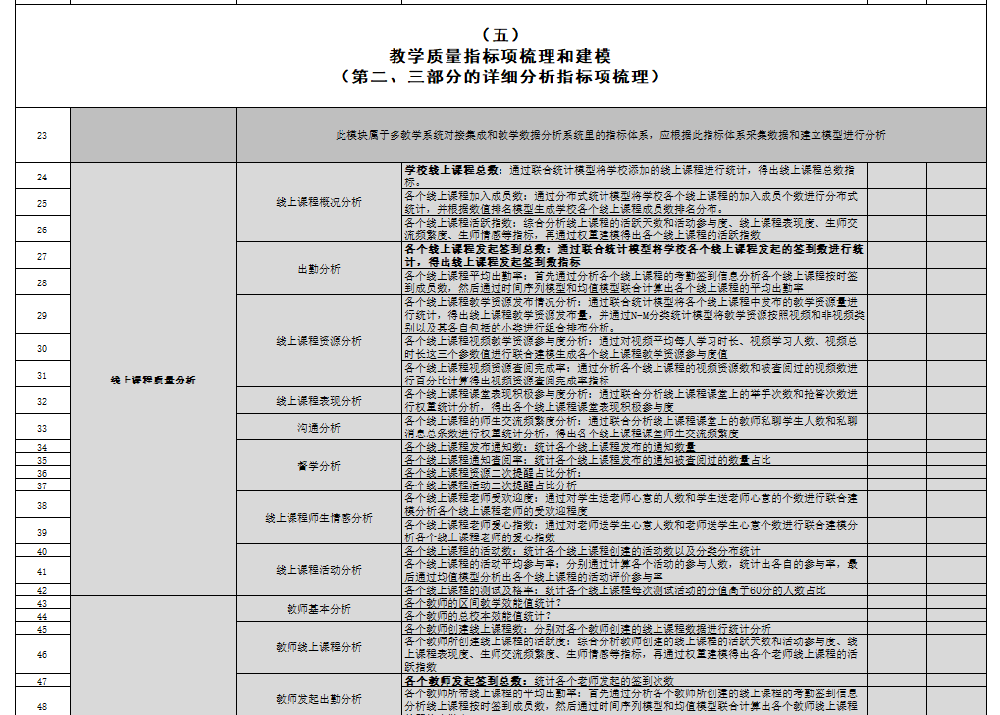 （五）
教学质量指标项梳理和建模
（第二、三部分的详细分析指标项梳理）
23
此模块属于多教学系统对接集成和教学数据分析系统里的指标体系，应根据此指标体系采集数据和建立模型进行分析
线上课程质量分析
线上课程概况分析
24
学校线上课程总数：通过联合统计模型将学校添加的线上课程进行统计，得出线上课程总数指
标。
25
各个线上课程加入成员数：通过分布式统计模型将学校各个线上课程的加入成员个数进行分布式
统计，并根据数值排名模型生成学校各个线上课程成员数排名分布。
26
各个线上课程活跃指数：综合分析线上课程的活跃天数和活动参与度、线上课程表现度、生师交
流频繁度、生师情感等指标，再通过权重建模得出各个线上课程的活跃指数
出勤分析
27
各个线上课程发起签到总数：通过联合统计模型将学校各个线上课程发起的签到数进行统
计，得出线上课程发起签到数指标
28
各个线上课程平均出勤率：首先通过分析各个线上课程的考勤签到信息分析各个线上课程按时签
到成员数，然后通过时间序列模型和均值模型联合计算出各个线上课程的平均出勤率
线上课程资源分析
29
各个线上课程教学资源发布情况分析：通过联合统计模型将各个线上课程中发布的教学资源量进
行统计，得出线上课程教学资源发布量，并通过N-M分类统计模型将教学资源按照视频和非视频类
别以及其各自包括的小类进行组合排布分析。
30
各个线上课程视频教学资源参与度分析：通过对视频平均每人学习时长、视频学习人数、视频总
时长这三个参数值进行联合建模生成各个线上课程教学资源参与度值
31
各个线上课程视频资源查阅完成率：通过分析各个线上课程的视频资源数和被查阅过的视频数进
行百分比计算得出视频资源查阅完成率指标
线上课程表现分析
32
各个线上课程课堂表现积极参与度分析：通过联合分析线上课程课堂上的举手次数和抢答次数进
行权重统计分析，得出各个线上课程课堂表现积极参与度
沟通分析
33
各个线上课程的师生交流频繁度分析：通过联合分析线上课程课堂上的教师私聊学生人数和私聊
消息总条数进行权重统计分析，得出各个线上课程课堂师生交流频繁度
督学分析
34
各个线上课程发布通知数：统计各个线上课程发布的通知数量
35
各个线上课程通知查阅率：统计各个线上课程发布的通知被查阅过的数量占比
36
各个线上课程资源二次提醒占比分析：
37
各个线上课程活动二次提醒占比分析
线上课程师生情感分析
38
各个线上课程老师受欢迎度：通过对学生送老师心意的人数和学生送老师心意的个数进行联合建
模分析各个线上课程老师的受欢迎程度
39
各个线上课程老师爱心指数：通过对老师送学生心意人数和老师送学生心意个数进行联合建模分
析各个线上课程老师的爱心指数
线上课程活动分析
40
各个线上课程的活动数：统计各个线上课程创建的活动数以及分类分布统计
41
各个线上课程的活动平均参与率：分别通过计算各个活动的参与人数，统计出各自的参与率，最
后通过均值模型分析出各个线上课程的活动评价参与率
42
各个线上课程的测试及格率：统计各个线上课程每次测试活动的分值高于60分的人数占比
教师基本分析
43
各个教师的区间教学效能值统计？
44
各个教师的总校本效能值统计？
教师线上课程分析
45
各个教师创建线上课程数：分别对各个教师创建的线上课程数据进行统计分析
46
各个教师所创建线上课程的活跃度：综合分析教师创建的线上课程的活跃天数和活动参与度、线
上课程表现度、生师交流频繁度、生师情感等指标，再通过权重建模得出各个老师线上课程的活
跃指数
教师发起出勤分析
47
各个教师发起签到总数：统计各个老师发起的签到次数
48
各个教师所带线上课程的平均出勤率：首先通过分析各个教师所创建的线上课程的考勤签到信息
分析线上课程按时签到成员数，然后通过时间序列模型和均值模型联合计算出各个教师线上课程